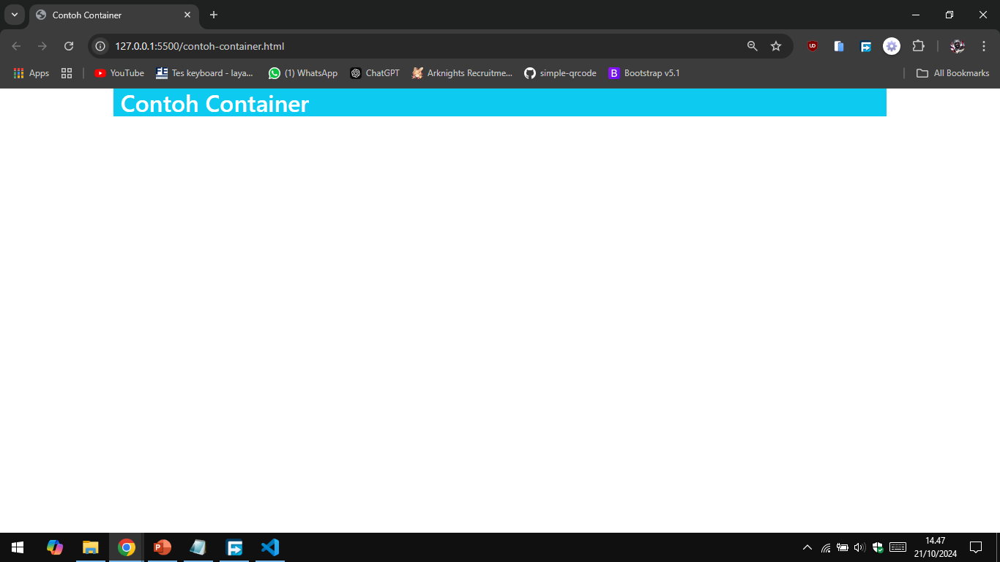 Contoh Container
127.0.0.1:5500/contoh-container.html
Apps
YouTube
Tes keyboard - laya...
(1) WhatsApp
ChatGPT
Arknights Recruitme...
simple-qrcode
B
Bootstrap v5.1
All Bookmarks
Contoh Container
14.47
21/10/2024